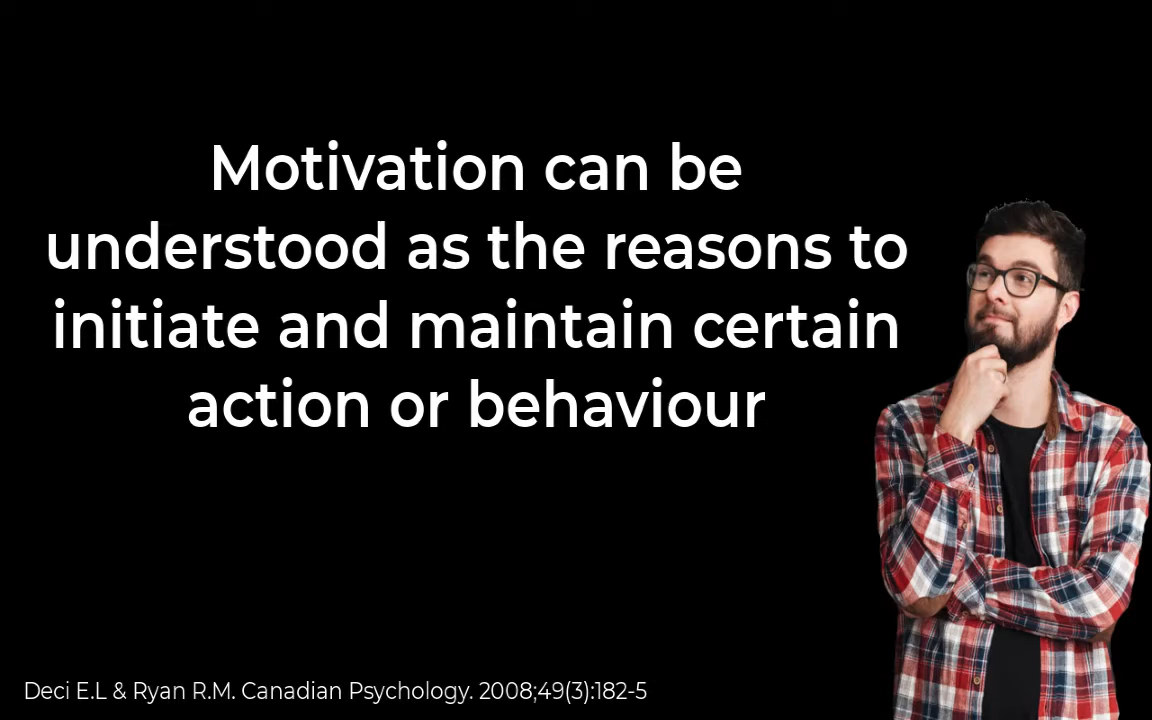 Motivation can be
understood as the reasons to
initiate and maintain certain
action or behaviour
Deci E.L & Ryan R.M. Canadian Psychology. 2008;49(3):182-5